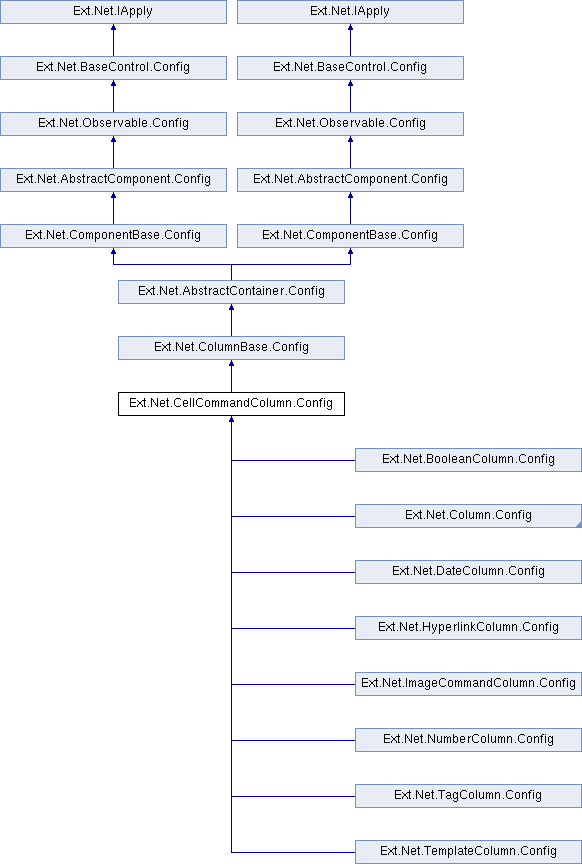 Ext.Net.IApply
Ext.Net.IApply
Ext.Net.BaseControl.Config
Ext.Net.BaseControl.Config
Ext.Net.Observable.Config
Ext.Net.Observable.Config
Ext.Net.AbstractComponent.Config
Ext.Net.AbstractComponent.Config
Ext.Net.ComponentBase.Config
Ext.Net.ComponentBase.Config
Ext.Net.AbstractContainer.Config
Ext.Net.ColumnBase.Config
Ext.Net.CellCommandColumn.Config
Ext.Net.BooleanColumn.Config
Ext.Net.Column.Config
Ext.Net.DateColumn.Config
Ext.Net.HyperlinkColumn.Config
Ext.Net.ImageCommandColumn.Config
Ext.Net.NumberColumn.Config
Ext.Net.TagColumn.Config
Ext.Net.TemplateColumn.Config